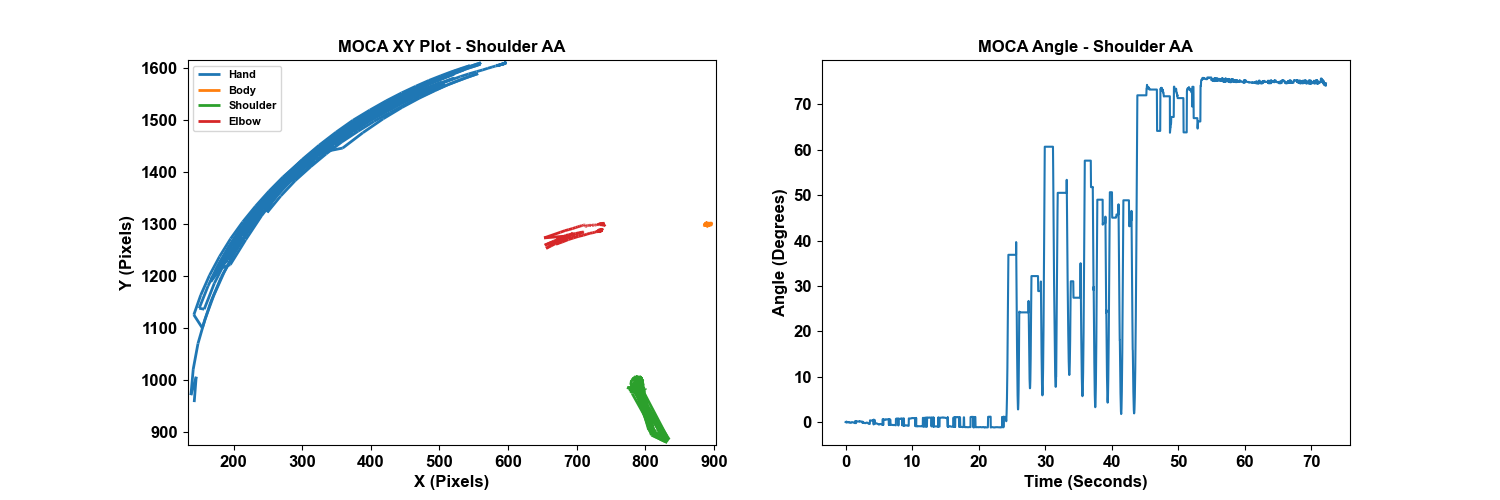 MOCA XY Plot - Shoulder AA
1600
1500
1400
1300
1200
1100
1000
900
Y (Pixels)
Hand
Body
Shoulder
Elbow
200 300 400 500 600 700 800 900
X (Pixels)
MOCA Angle - Shoulder AA
70
60
50
40
30
20
10
0
Angle (Degrees)
0 10 20 30 40 50 60 70
Time (Seconds)